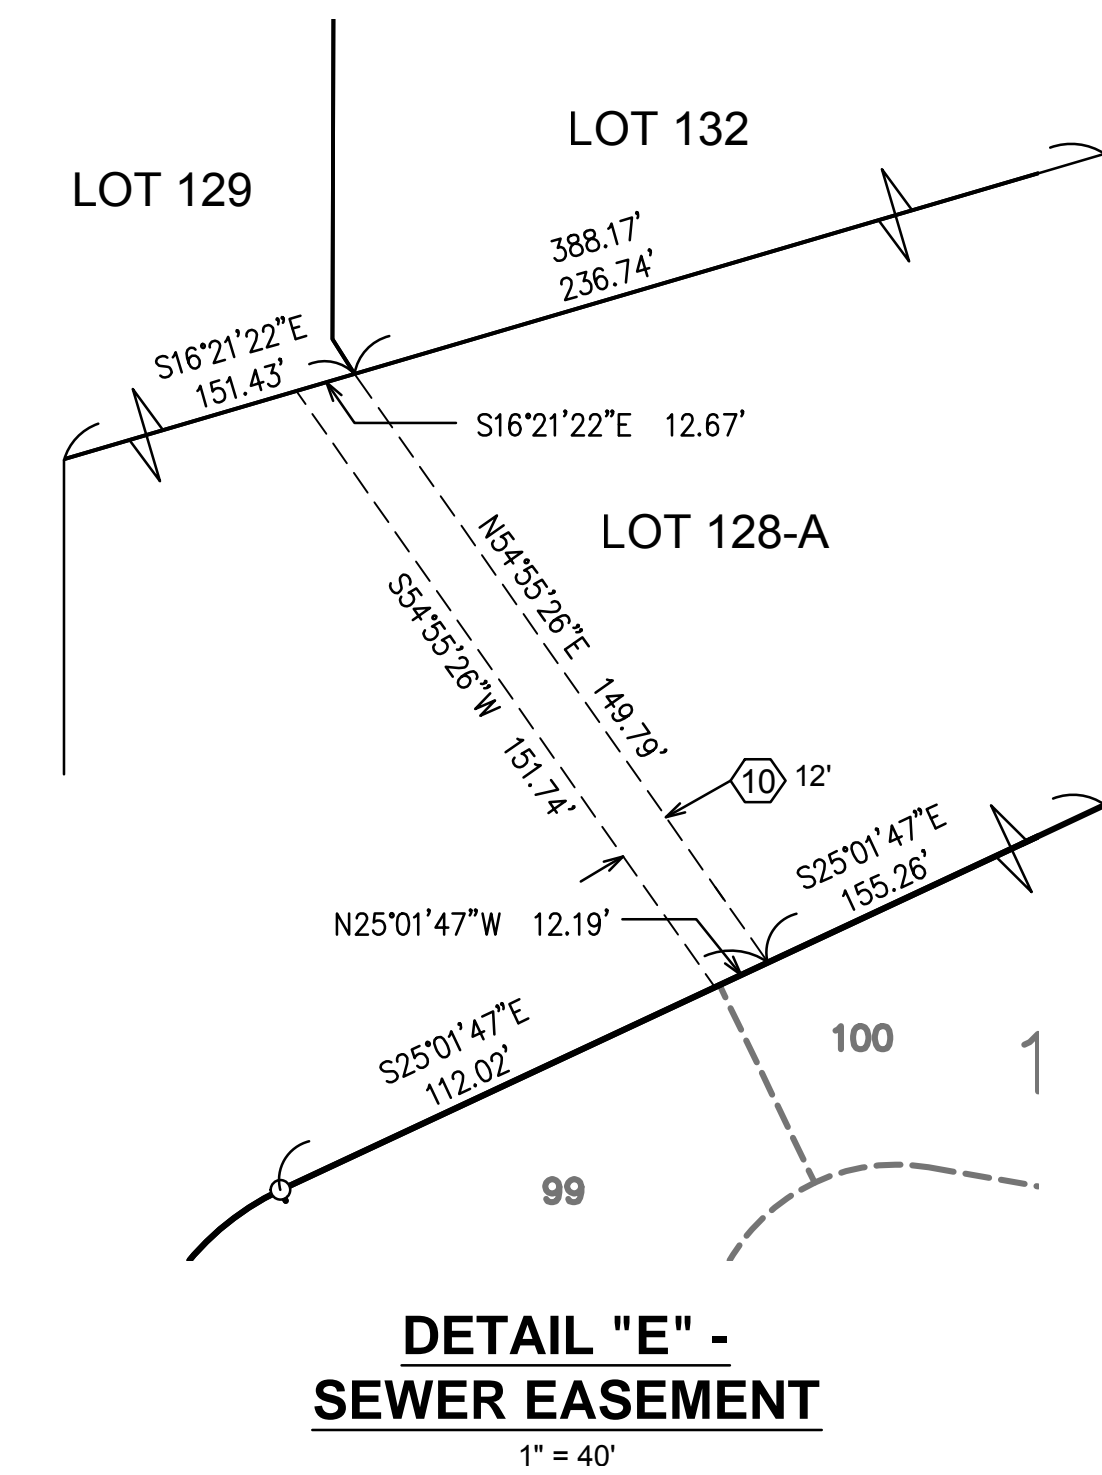 LOT 132
LOT 129
388.17'
236.74'
S16°21'22"E
151.43'
S16°21'22"E 12.67'
LOT 128-A
N54°55'26"E 149.79'
S54°55'26"W 151.74'
10 12'
S25°01'47"E
155.26'
N25°01'47"W 12.19'
S25°01'47"E
112.02'
100
1
99
DETAIL "E" -
SEWER EASEMENT
1" = 40'